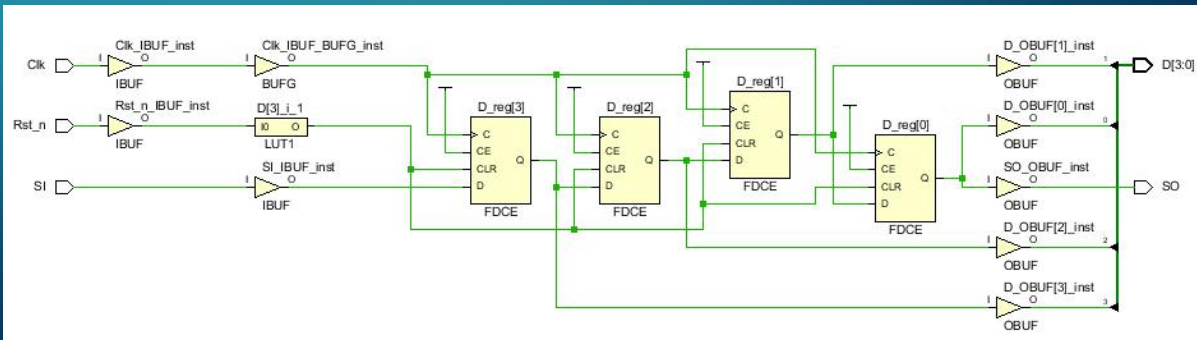 Clk
I
Clk_IBUF_inst
O
IBUF
I
Clk_IBUF_BUFG_inst
O
BUFG
Rst_n
I
Rst_n_IBUF_inst
O
IBUF
D[3]_i_1
I0 O
LUT1
SI
I
SI_IBUF_inst
O
IBUF
D_reg[3]
C
CE
CLR
D
Q
FDCE
D_reg[2]
C
CE
CLR
D
Q
FDCE
D_reg[1]
C
CE
CLR
D
Q
FDCE
D_reg[0]
C
CE
CLR
D
Q
FDCE
D_OBUF[1]_inst
I O
OBUF
1
D[3:0]
D_OBUF[0]_inst
I O
OBUF
0
SO_OBUF_inst
I O
OBUF
SO
D_OBUF[2]_inst
I O
OBUF
2
D_OBUF[3]_inst
I O
OBUF
3